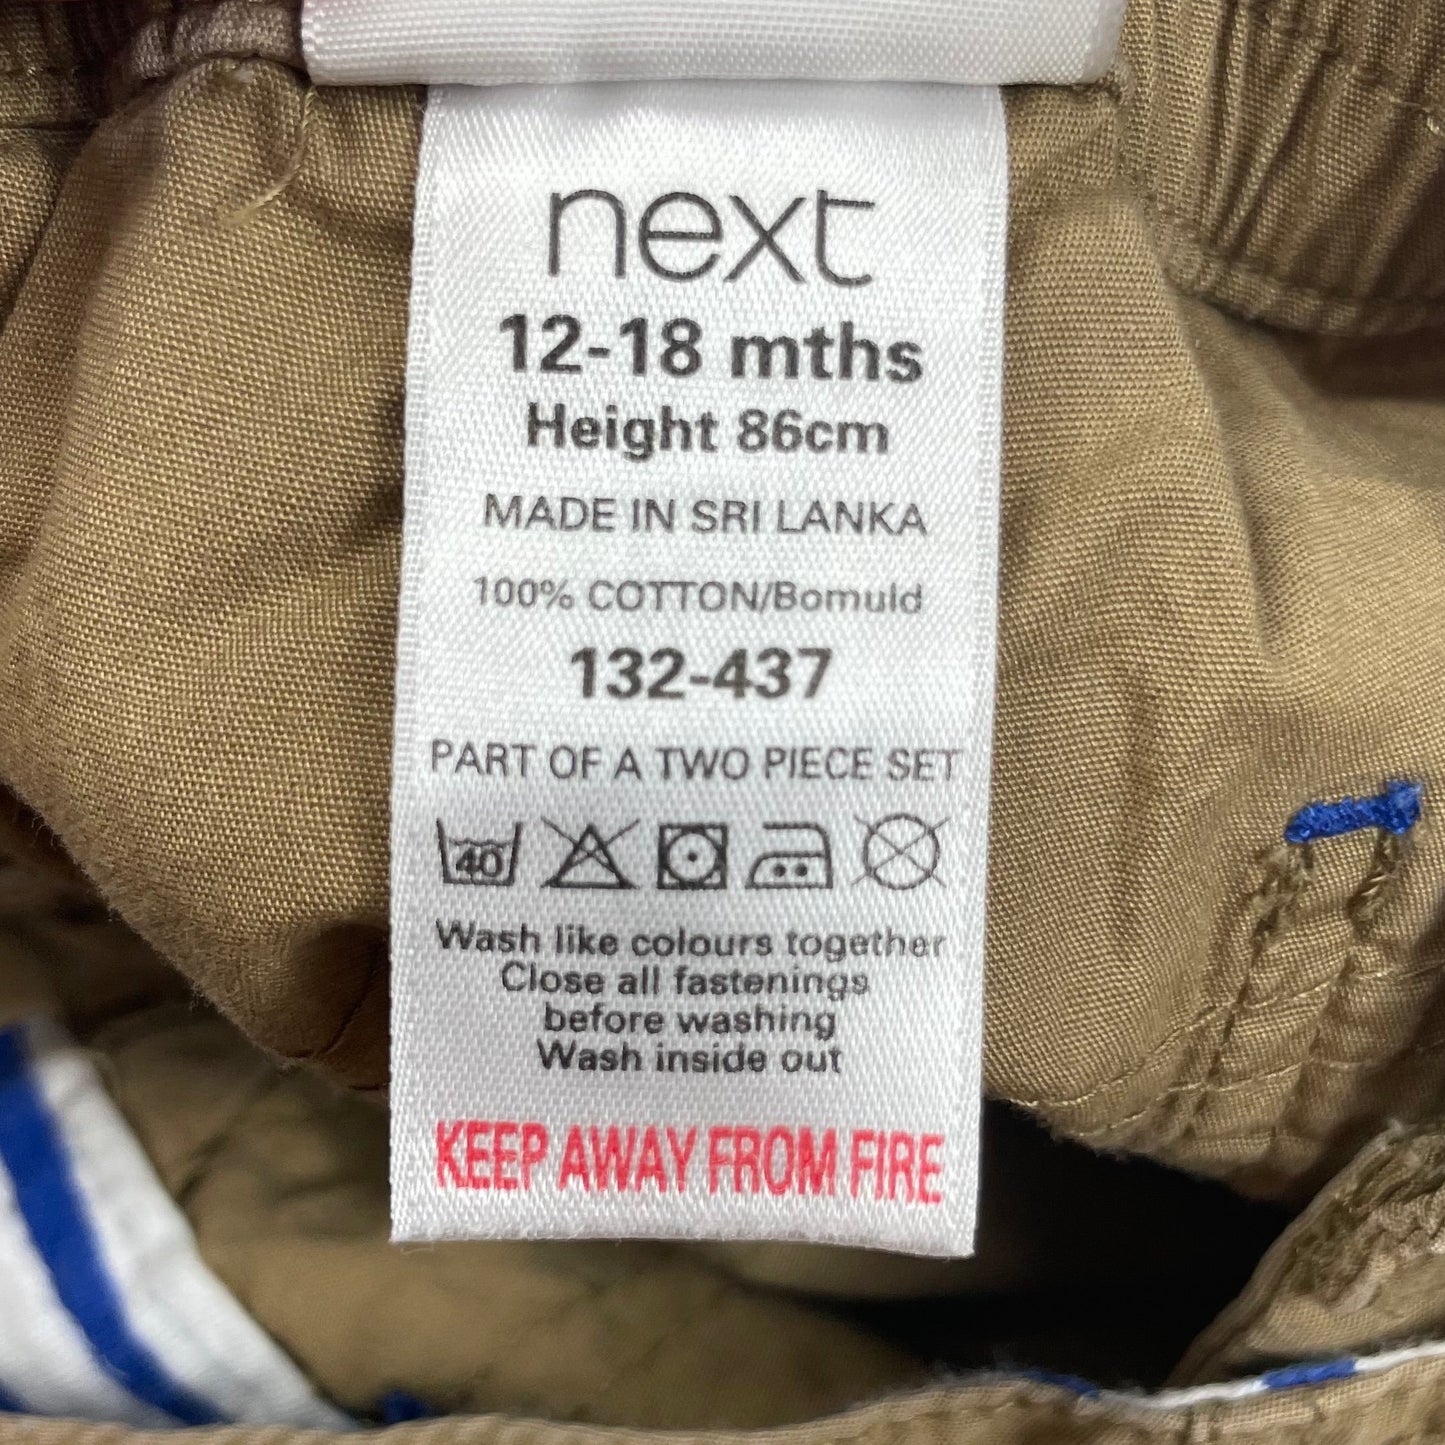 next
12-18 mths
Height 86cm
MADE IN SRI LANKA
100% COTTON/Bomuld
132-437
PART OF A TWO PIECE SET
40
Wash like colours together
Close all fastenings
before washing
Wash inside out
KEEP AWAY FROM FIRE